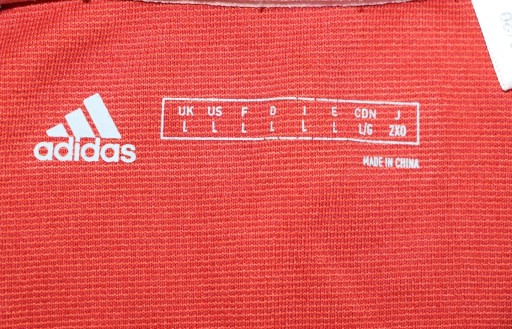 adidas
UK US F D I E CDN J
L L L L L L L/G 2XO
MADE IN CHINA